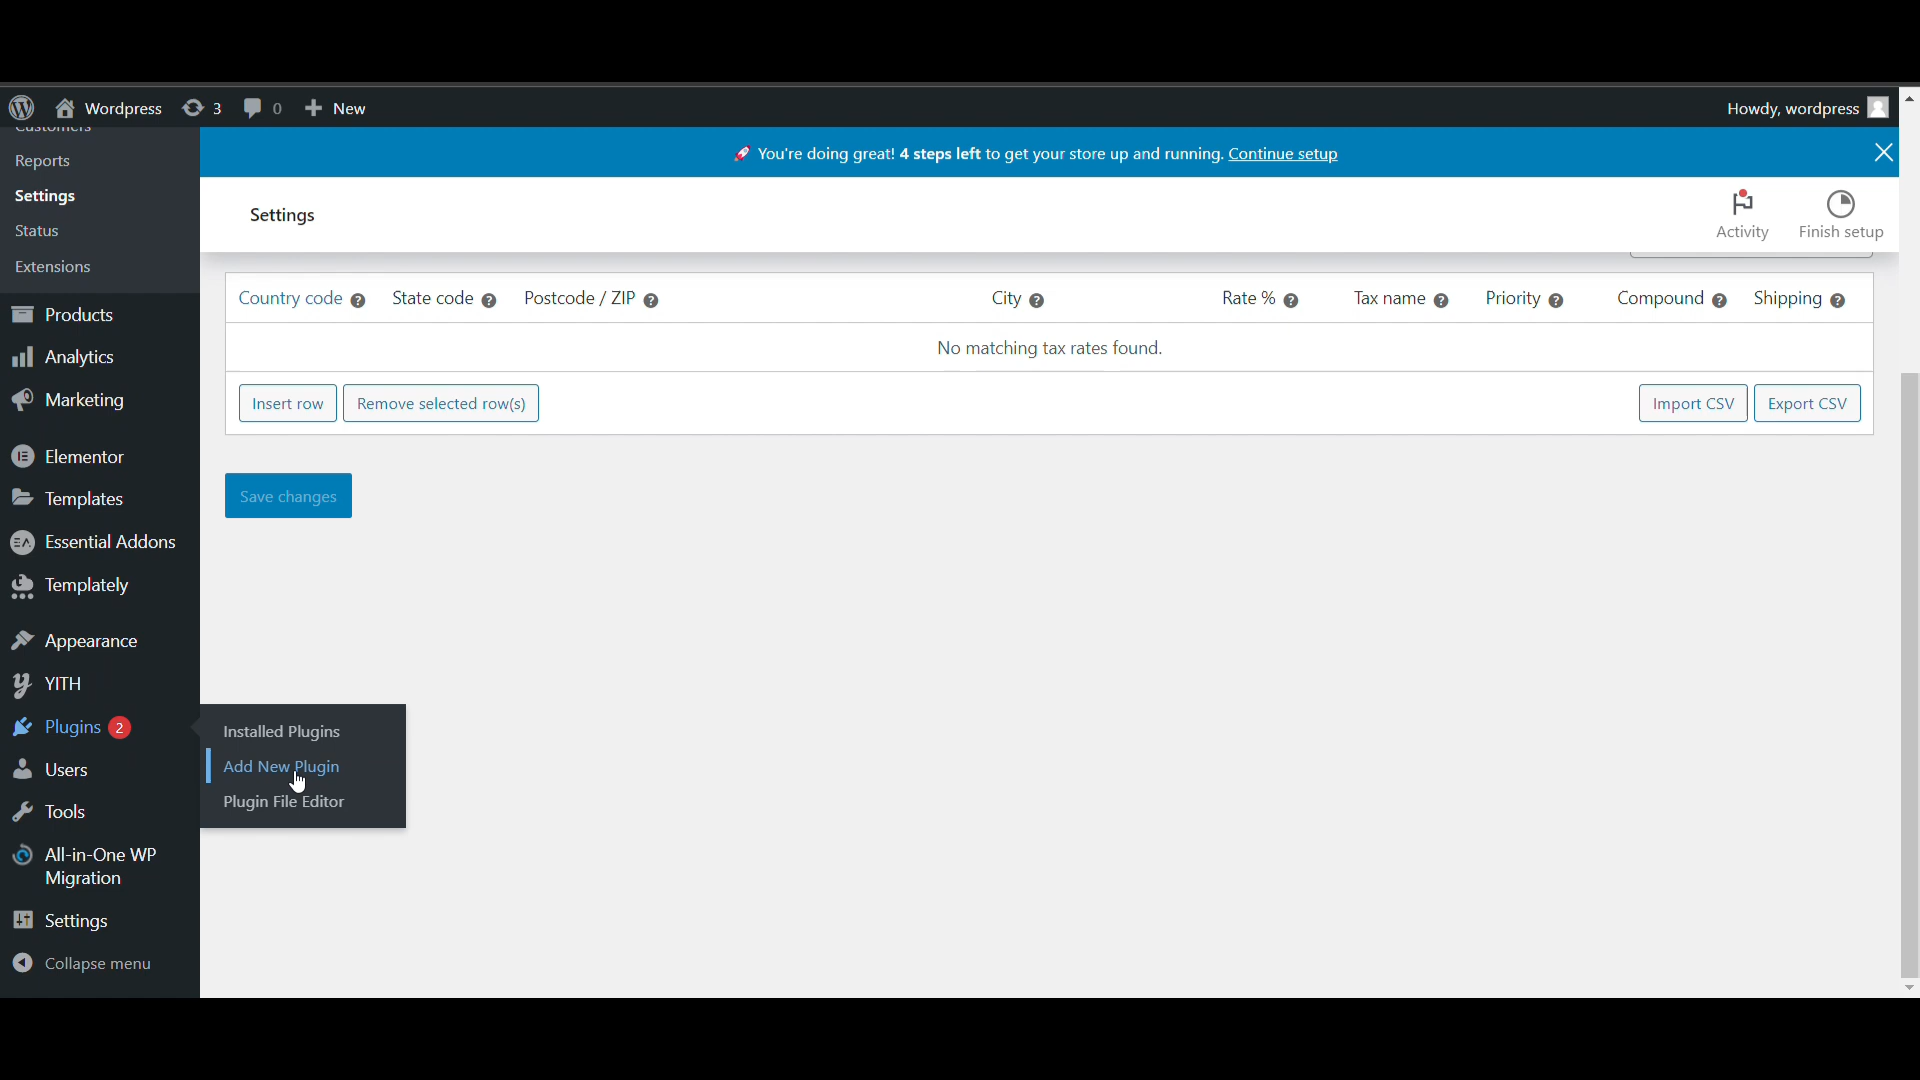 Wordpress 3 0 New Howdy, wordpress
Customers
Reports
Settings
Status
Extensions
Products
Analytics
Marketing
Elementor
Templates
Essential Addons
Templately
Appearance
YITH
Plugins 2
Users
Tools
All-in-One WP
Migration
Settings
Collapse menu
Installed Plugins
Add New Plugin
Plugin File Editor
You're doing great! 4 steps left to get your store up and running. Continue setup
Settings
Activity Finish setup
Country code State code Postcode / ZIP City Rate % Tax name Priority Compound Shipping
No matching tax rates found.
Insert row Remove selected row(s) Import CSV Export CSV
Save changes